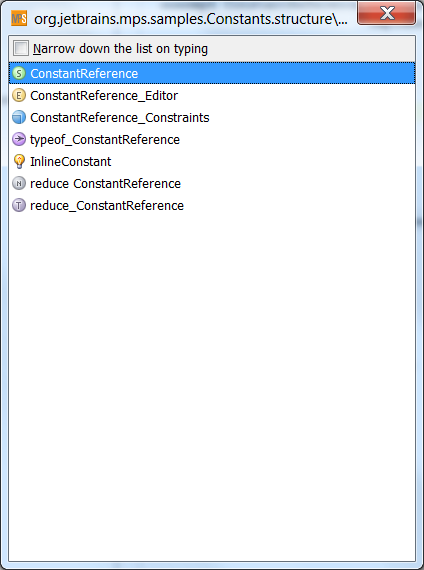 org.jetbrains.mps.samples.Constants.structure\...
Narrow down the list on typing
S ConstantReference
E ConstantReference_Editor
ConstantReference_Constraints
typeof_ConstantReference
InlineConstant
N reduce ConstantReference
T reduce_ConstantReference